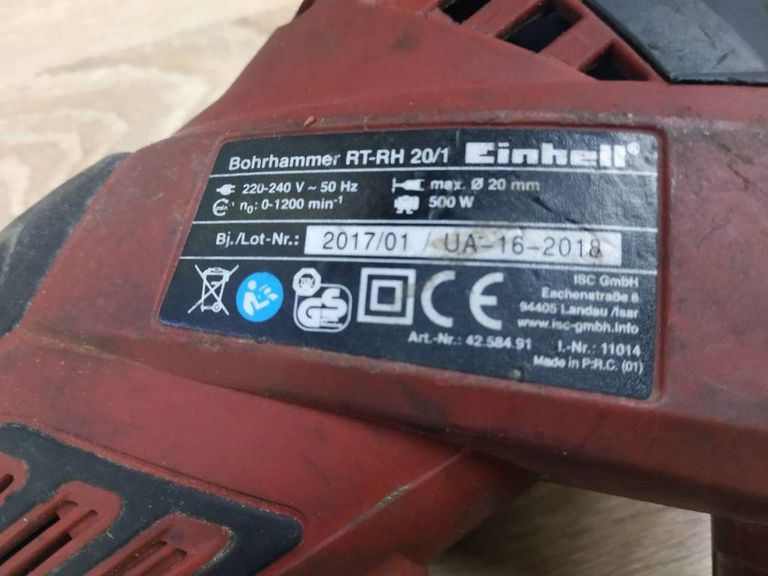 Bohrhammer RT-RH 20/1 Einhell®
220-240 V ~ 50 Hz max. Ø 20 mm
n₀: 0-1200 min⁻¹ 500 W
Bj./Lot-Nr.: 2017/01 / UA-16-2018
ISC GmbH
Eschenstraße 6
94405 Landau /Isar
www.isc-gmbh.info
GS
CE
Art.-Nr.: 42.584.91 I.-Nr.: 11014
Made in P.R.C. (01)